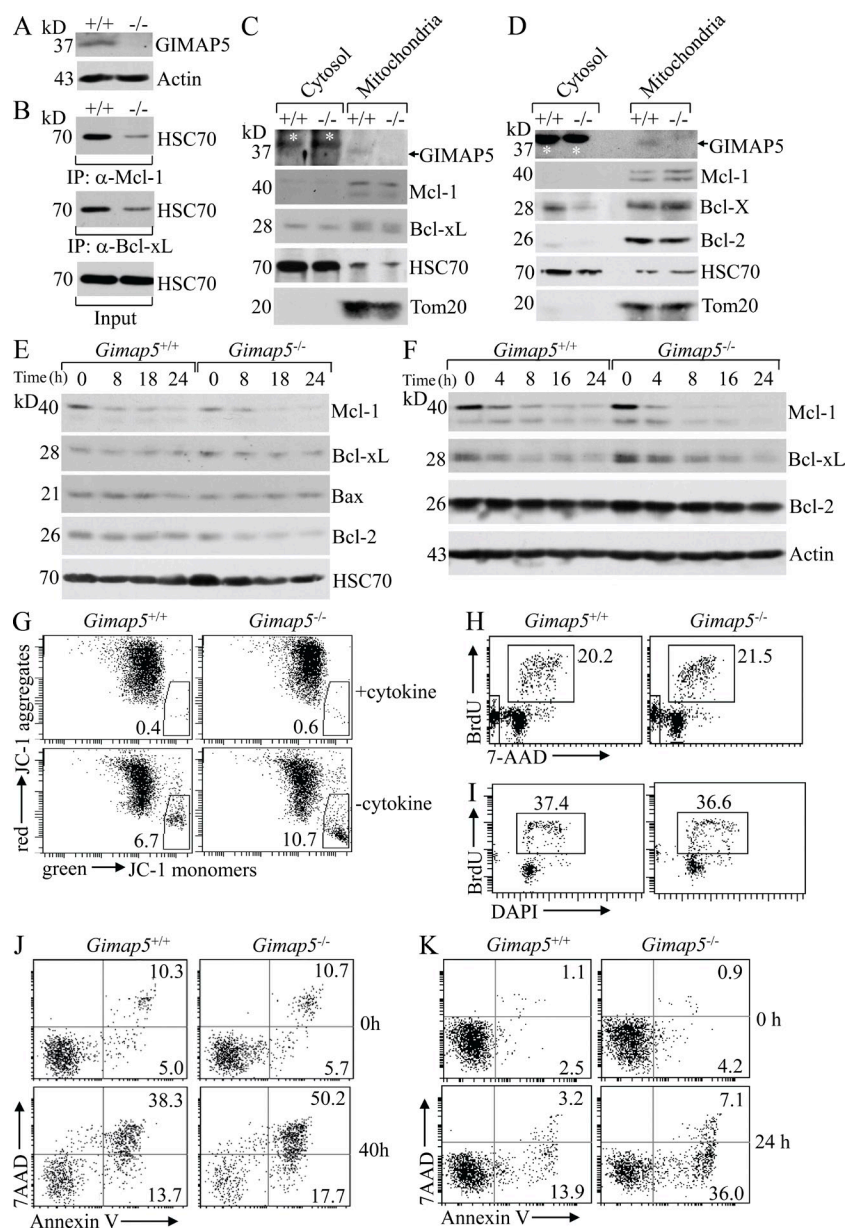 A
kD +/+ -/-
37 GIMAP5
43 Actin
B
+/+ -/-
70 HSC70
IP: α-Mcl-1
70 HSC70
IP: α-Bcl-xL
70 HSC70
Input
C
Cytosol Mitochondria
+/+ -/- +/+ -/-
kD
* *
37 GIMAP5
40 Mcl-1
28 Bcl-xL
70 HSC70
20 Tom20
D
Cytosol Mitochondria
+/+ -/- +/+ -/-
kD
37 GIMAP5
* *
40 Mcl-1
28 Bcl-X
26 Bcl-2
70 HSC70
20 Tom20
E
Gimap5+/+ Gimap5-/-
Time (h) 0 8 18 24 0 8 18 24
kD
40 Mcl-1
28 Bcl-xL
21 Bax
26 Bcl-2
70 HSC70
F
Gimap5+/+ Gimap5-/-
Time (h) 0 4 8 16 24 0 4 8 16 24
kD
40 Mcl-1
28 Bcl-xL
26 Bcl-2
43 Actin
G
Gimap5+/+ Gimap5-/-
0.4 0.6 +cytokine
6.7 10.7 -cytokine
red JC-1 aggregates
green JC-1 monomers
H
Gimap5+/+ Gimap5-/-
20.2 21.5
BrdU
7-AAD
I
37.4 36.6
BrdU
DAPI
J
Gimap5+/+ Gimap5-/-
10.3 10.7
0h
5.0 5.7
38.3 50.2
40h
13.7 17.7
7AAD
Annexin V
K
Gimap5+/+ Gimap5-/-
1.1 0.9
0 h
2.5 4.2
3.2 7.1
24 h
13.9 36.0
7AAD
Annexin V